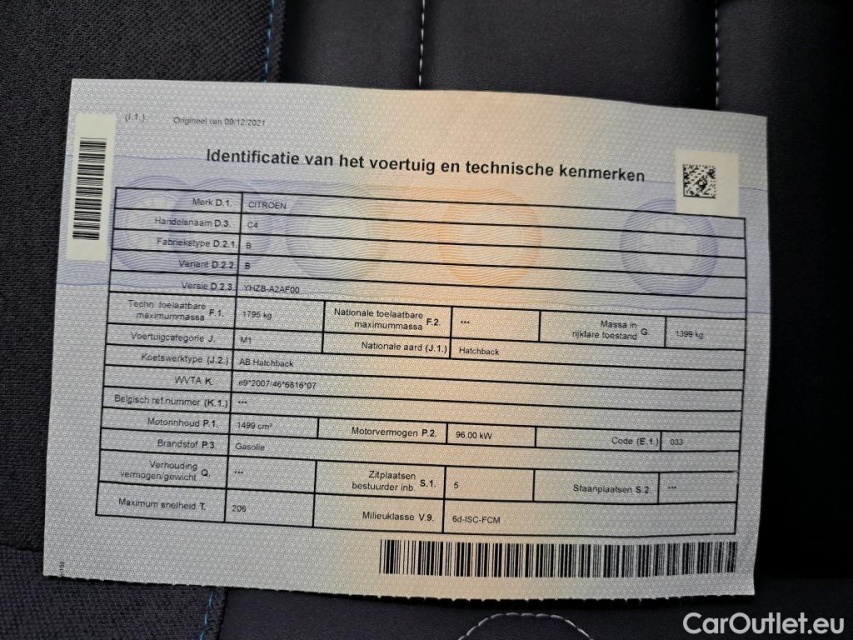 (I.1.) Origineel van 09/12/2021
Identificatie van het voertuig en technische kenmerken
Merk D.1. CITROEN
Handelsnaam D.3. C4
Fabriekstype D.2.1. B
Variant D.2.2. B
Versie D.2.3. YHZB-A2AF00
Techn. toelaatbare maximummassa F.1. 1795 kg Nationale toelaatbare maximummassa F.2. *** Massa in rijklare toestand G. 1399 kg
Voertuigcategorie J. M1 Nationale aard (J.1.) Hatchback
Koetswerktype (J.2.) AB Hatchback
WVTA K. e9*2007/46*6816*07
Belgisch ref.nummer (K.1.) ***
Motorinhoud P.1. 1499 cm³ Motorvermogen P.2. 96.00 kW Code (E.1.) 033
Brandstof P.3. Gasolie
Verhouding vermogen/gewicht Q. *** Zitplaatsen bestuurder inb. S.1. 5 Staanplaatsen S.2. ***
Maximum snelheid T. 206 Milieuklasse V.9. 6d-ISC-FCM
CarOutlet.eu